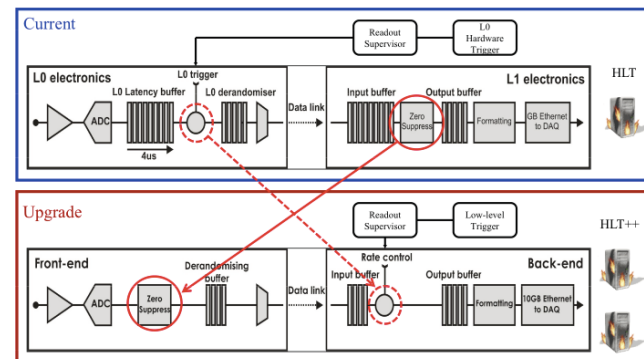 Current
Readout
Supervisor
L0
Hardware
Trigger
L0 electronics
L0 trigger
L1 electronics
HLT
L0 Latency buffer
L0 derandomiser
Input buffer
Output buffer
ADC
Data link
Zero
Suppress
Formatting
GB Ethernet
to DAQ
4us
Upgrade
Readout
Supervisor
Low-level
Trigger
HLT++
Front-end
Rate control
Back-end
Derandomising
buffer
Input buffer
Output buffer
ADC
Zero
Suppress
Data link
Formatting
10GB Ethernet
to DAQ